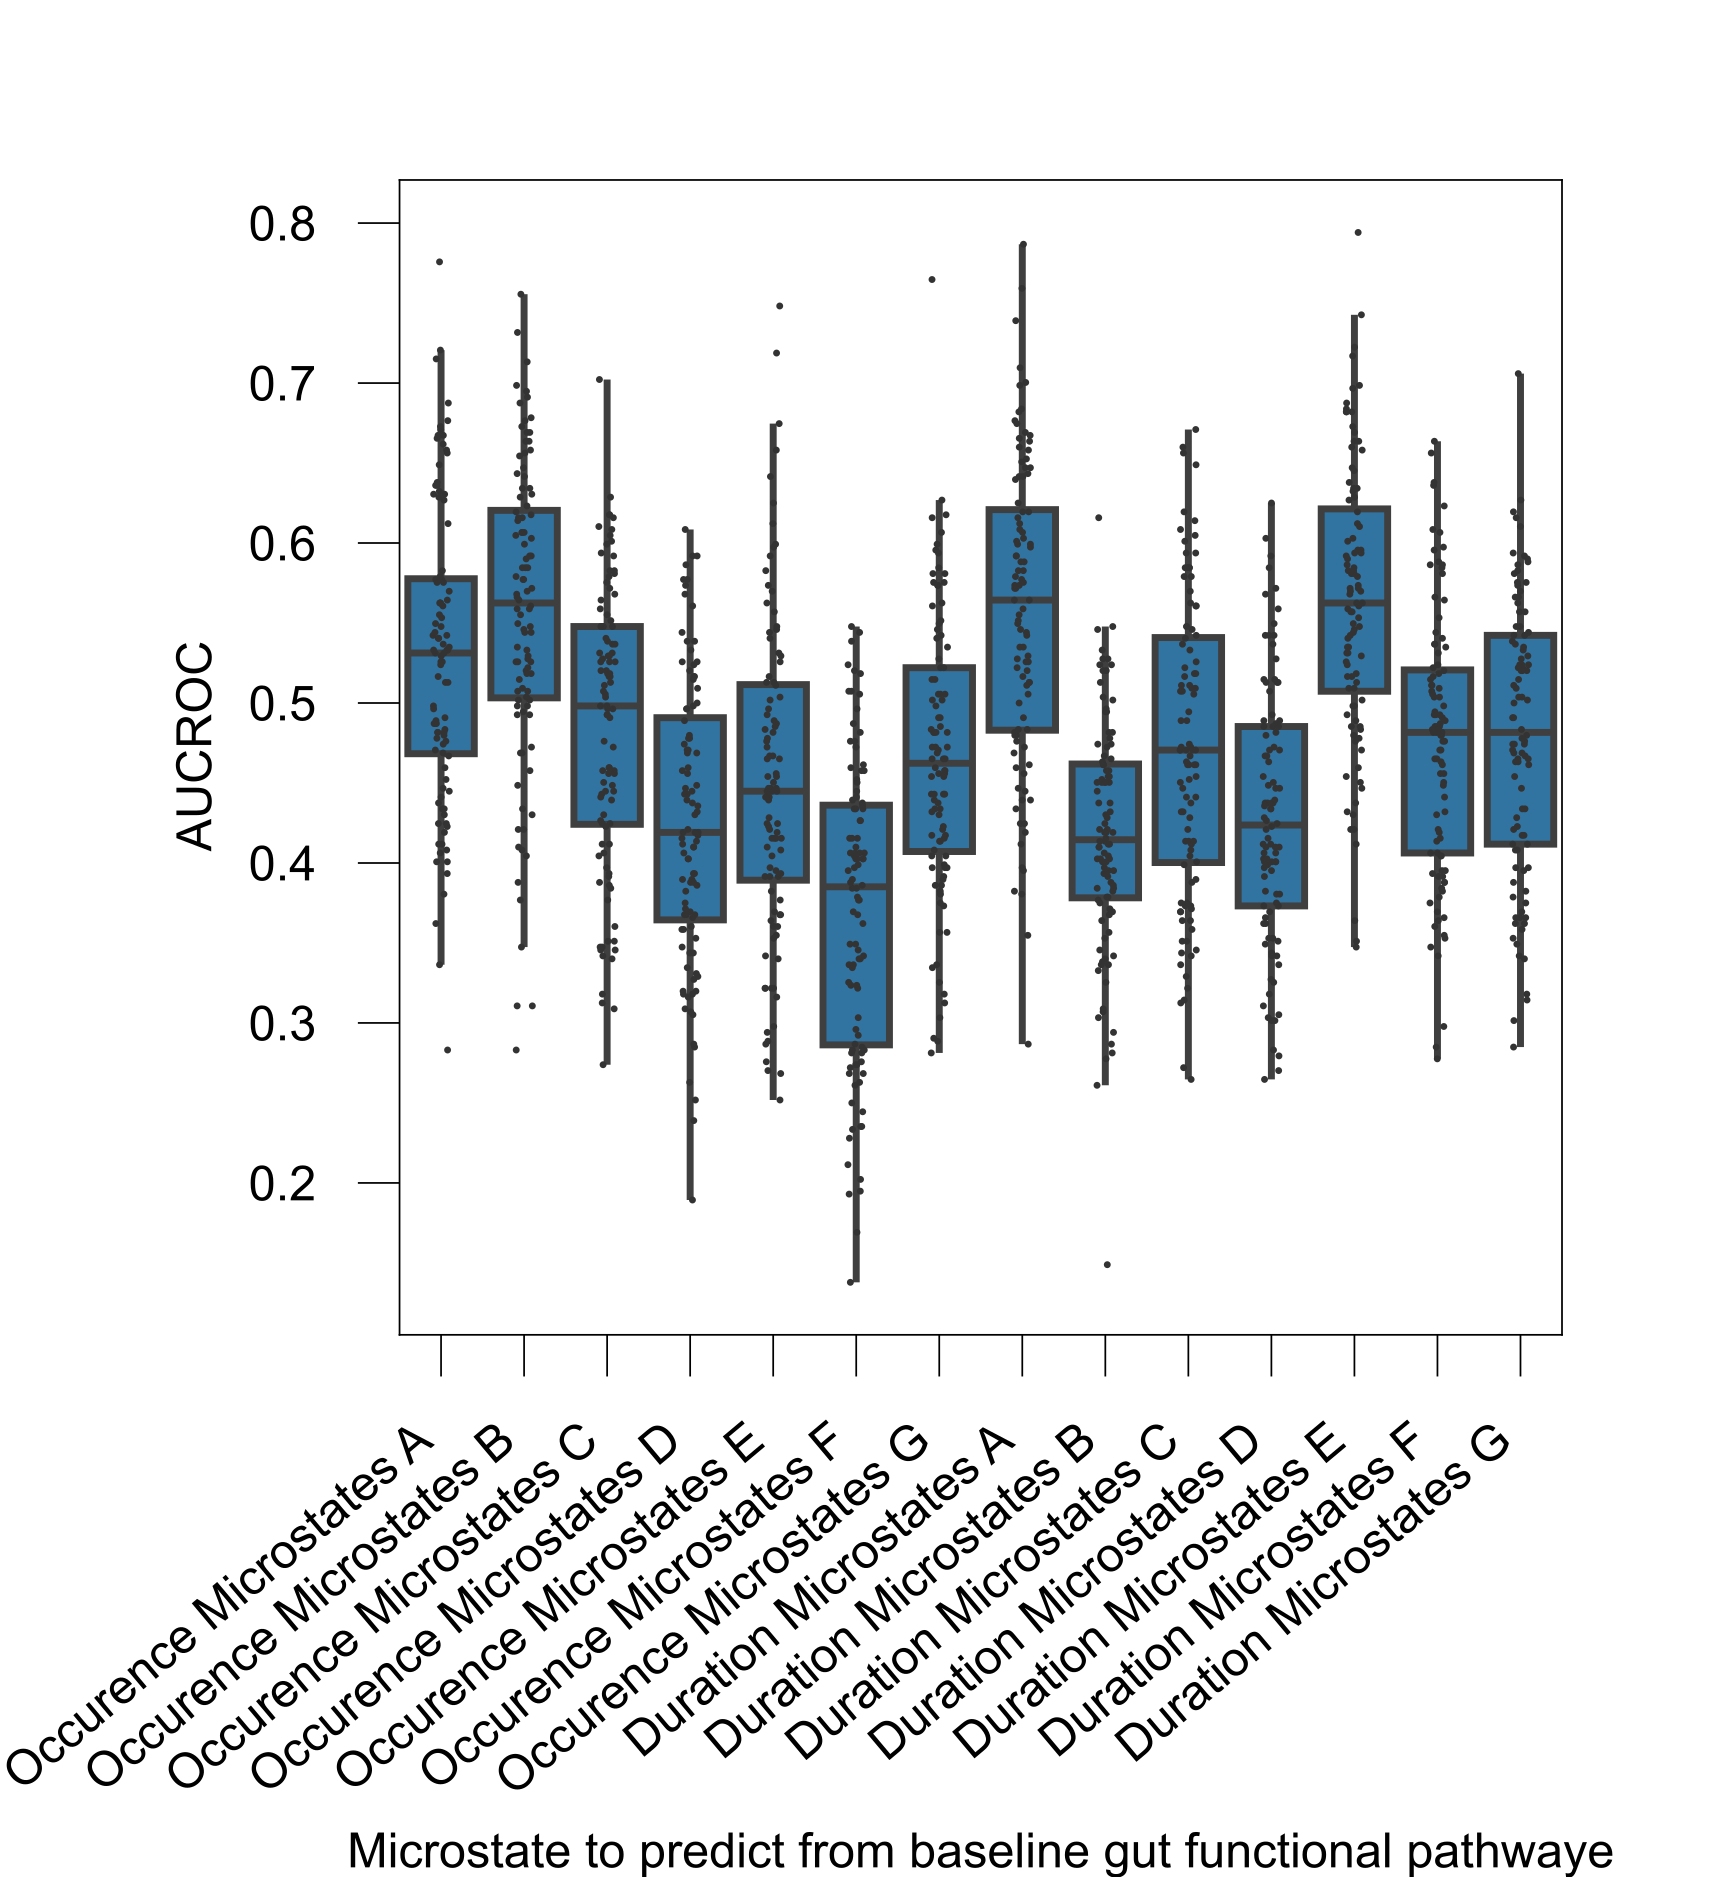 0.8
0.7
0.6
0.5
0.4
0.3
0.2
AUCROC
Occurence Microstates A
Occurence Microstates B
Occurence Microstates C
Occurence Microstates D
Occurence Microstates E
Occurence Microstates F
Occurence Microstates G
Duration Microstates A
Duration Microstates B
Duration Microstates C
Duration Microstates D
Duration Microstates E
Duration Microstates F
Duration Microstates G
Microstate to predict from baseline gut functional pathwaye